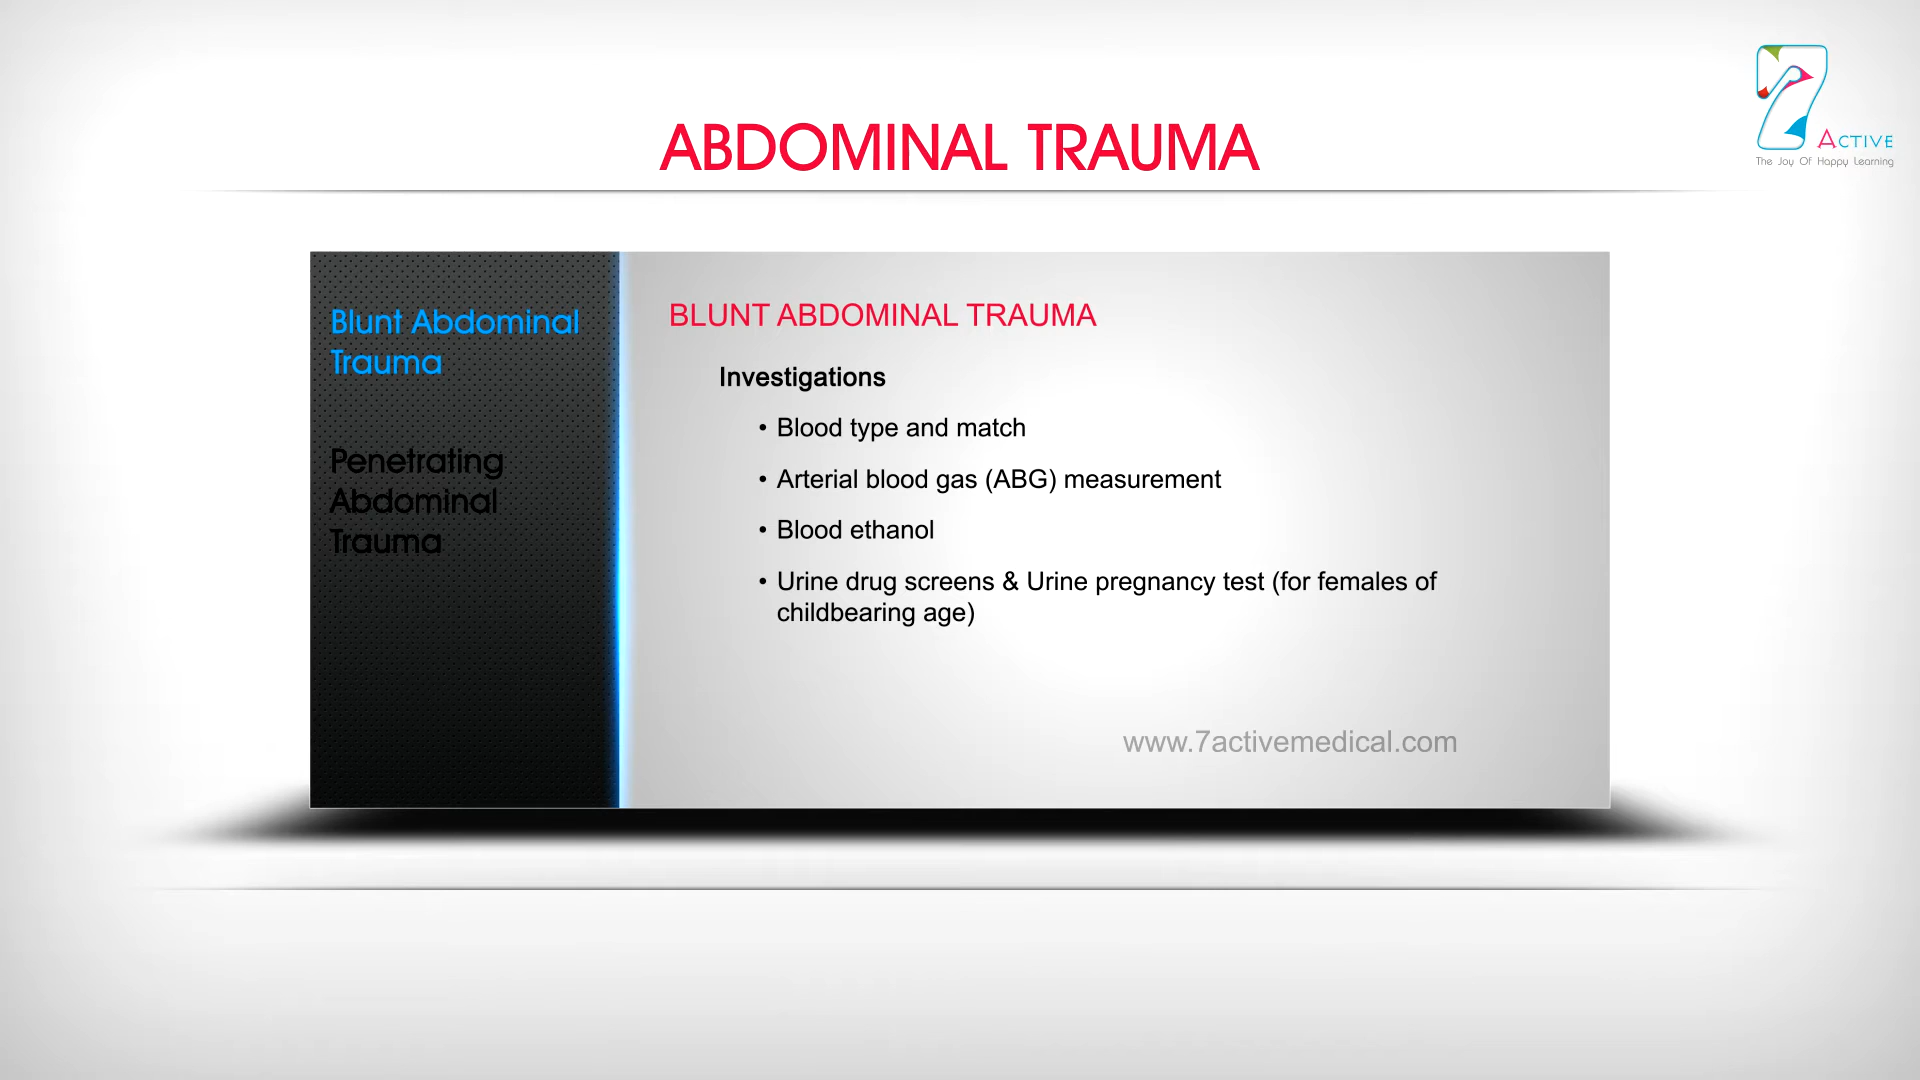 ABDOMINAL TRAUMA
7
ACTIVE
The Joy Of Happy Learning
Blunt Abdominal
Trauma
Penetrating
Abdominal
Trauma
BLUNT ABDOMINAL TRAUMA
Investigations
• Blood type and match
• Arterial blood gas (ABG) measurement
• Blood ethanol
• Urine drug screens & Urine pregnancy test (for females of
childbearing age)
www.7activemedical.com